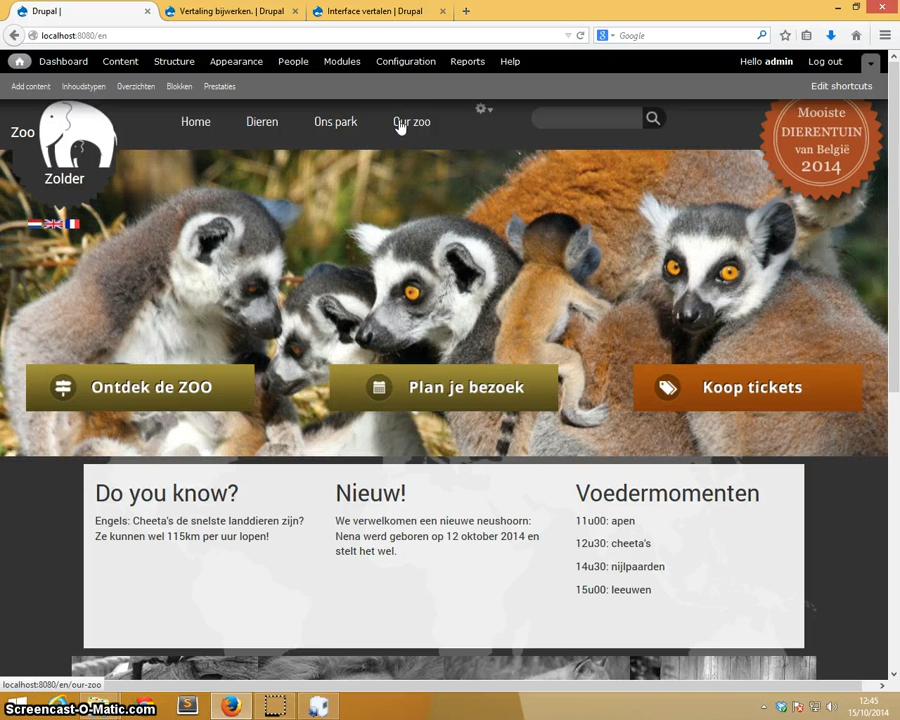 Drupal |
Vertaling bijwerken. | Drupal
Interface vertalen | Drupal
localhost:8080/en
Google
Dashboard Content Structure Appearance People Modules Configuration Reports Help
Hello admin Log out
Add content Inhoudstypen Overzichten Blokken Prestaties
Edit shortcuts
Zoo
Zolder
Home Dieren Ons park Our zoo
Mooiste
DIERENTUIN
van België
2014
Ontdek de ZOO
Plan je bezoek
Koop tickets
Do you know?
Engels: Cheeta's de snelste landdieren zijn?
Ze kunnen wel 115km per uur lopen!
Nieuw!
We verwelkomen een nieuwe neushoorn:
Nena werd geboren op 12 oktober 2014 en
stelt het wel.
Voedermomenten
11u00: apen
12u30: cheeta's
14u30: nijlpaarden
15u00: leeuwen
localhost:8080/en/our-zoo
Screencast-O-Matic.com
12:45
15/10/2014